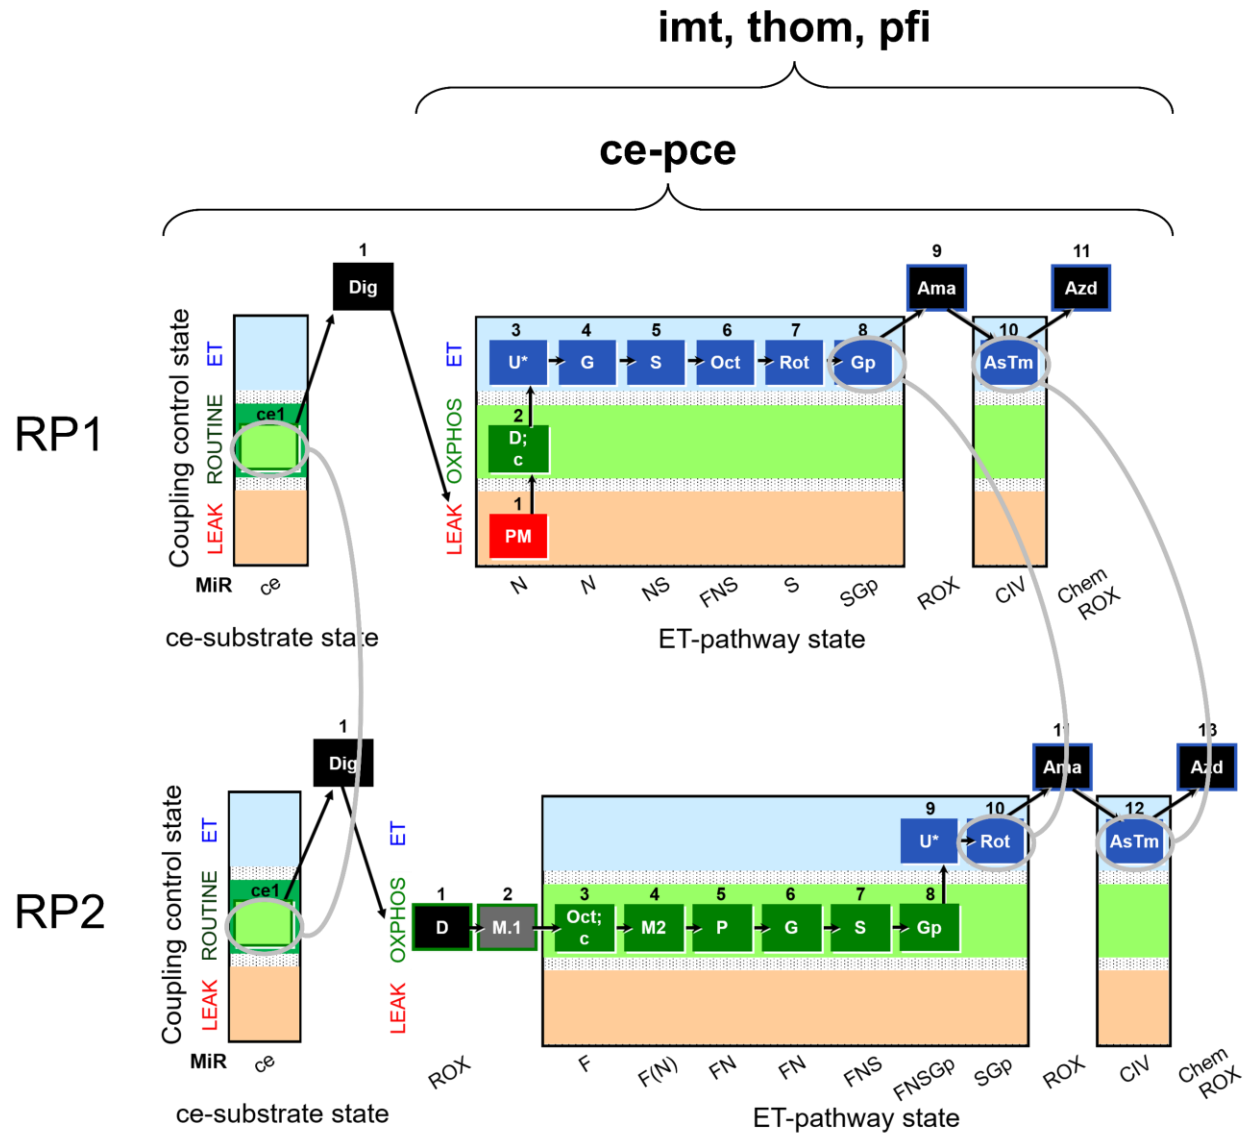 imt, thom, pfi
ce-pce
RP1
Coupling control state
LEAK ROUTINE ET
ce1
1
Dig
LEAK OXPHOS ET
1
PM
2
D;
c
3
U*
4
G
5
S
6
Oct
7
Rot
8
Gp
9
Ama
10
AsTm
11
Azd
MiR
ce
N
N
NS
FNS
S
SGp
ROX
CIV
Chem
ROX
ce-substrate state
ET-pathway state
RP2
Coupling control state
LEAK ROUTINE ET
ce1
1
Dig
LEAK OXPHOS ET
1
D
2
M.1
3
Oct;
c
4
M2
5
P
6
G
7
S
8
Gp
9
U*
10
Rot
11
Ama
12
AsTm
13
Azd
MiR
ce
ROX
F
F(N)
FN
FN
FNS
FNSGp
SGp
ROX
CIV
Chem
ROX
ce-substrate state
ET-pathway state